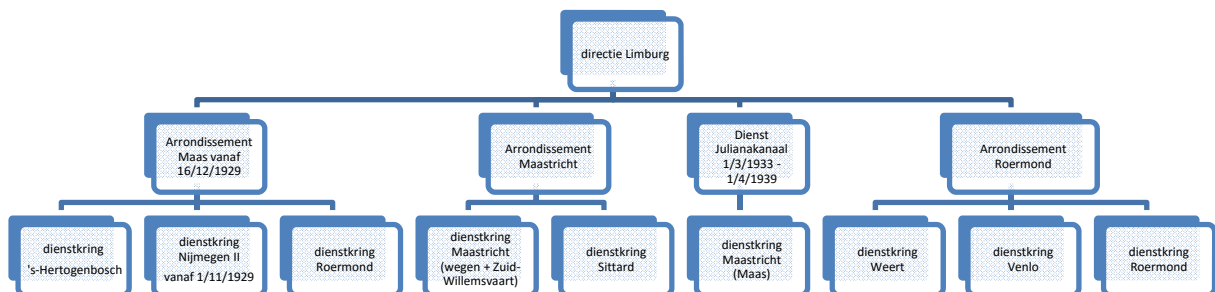 directie Limburg
Arrondissement
Maas vanaf
16/12/1929
Arrondissement
Maastricht
Dienst
Julianakanaal
1/3/1933 -
1/4/1939
Arrondissement
Roermond
dienstkring
's-Hertogenbosch
dienstkring
Nijmegen II
vanaf 1/11/1929
dienstkring
Roermond
dienstkring
Maastricht
(wegen + Zuid-
Willemsvaart)
dienstkring
Sittard
dienstkring
Maastricht
(Maas)
dienstkring
Weert
dienstkring
Venlo
dienstkring
Roermond